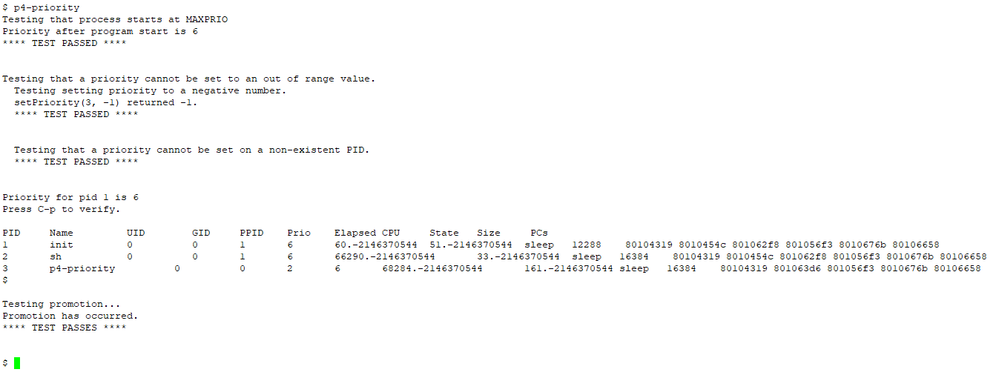 $ p4-priority
Testing that process starts at MAXPRIO
Priority after program start is 6
**** TEST PASSED ****
Testing that a priority cannot be set to an out of range value.
Testing setting priority to a negative number.
setPriority(3, -1) returned -1.
**** TEST PASSED ****
Testing that a priority cannot be set on a non-existent PID.
**** TEST PASSED ****
Priority for pid 1 is 6
Press C-p to verify.
PID Name UID GID PPID Prio Elapsed CPU State Size PCs
1 init 0 0 1 6 60.-2146370544 51.-2146370544 sleep 12288 80104319 8010454c 801062f8 801056f3 8010676b 80106658
2 sh 0 0 1 6 66290.-2146370544 33.-2146370544 sleep 16384 80104319 8010454c 801062f8 801056f3 8010676b 80106658
3 p4-priority 0 0 2 6 68284.-2146370544 161.-2146370544 sleep 16384 80104319 801063d6 801056f3 8010676b 80106658
$
Testing promotion...
Promotion has occurred.
**** TEST PASSES ****
$